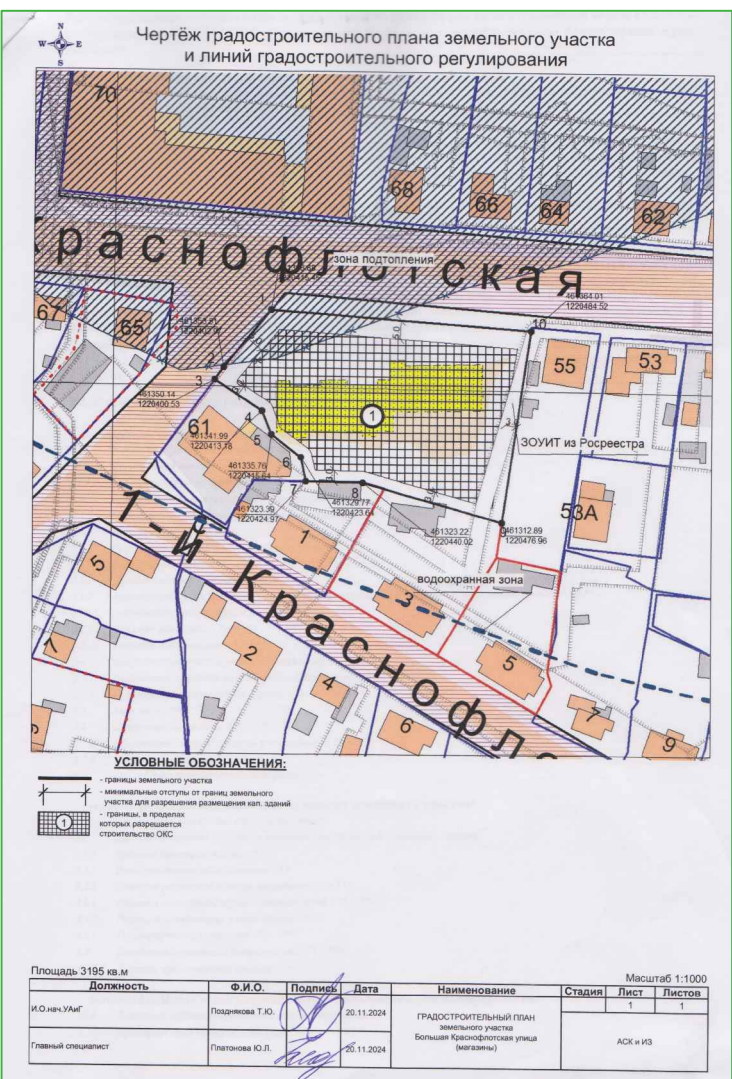 N
W E
S
Чертёж градостроительного плана земельного участка
и линий градостроительного регулирования
70
68
66
64
62
Краснофлотская
зона подтопления
461364.01
1220484.52
67
65
1
10
2
3
55
53
461350.14
1220400.53
4
1
61
461341.99
1220413.18
5
ЗОУИТ из Росреестра
461335.76
1220415.64
6
7
8
461329.77
1220423.64
461323.39
1220424.97
461323.22
1220440.02
9
461312.89
1220476.96
53А
1-й Краснофло
1
водоохранная зона
3
5
5
7
2
4
6
7
9
9
УСЛОВНЫЕ ОБОЗНАЧЕНИЯ:
- границы земельного участка
- минимальные отступы от границ земельного
участка для разрешения размещения кап. зданий
1
- границы, в пределах
которых разрешается
строительство ОКС
Площадь 3195 кв.м
Масштаб 1:1000
Должность Ф.И.О. Подпись Дата Наименование Стадия Лист Листов
1 1
И.О.нач.УАиГ Позднякова Т.Ю. 20.11.2024
ГРАДОСТРОИТЕЛЬНЫЙ ПЛАН
земельного участка
Большая Краснофлотская улица
(магазины)
АСК и ИЗ
Главный специалист Платонова Ю.Л. 20.11.2024